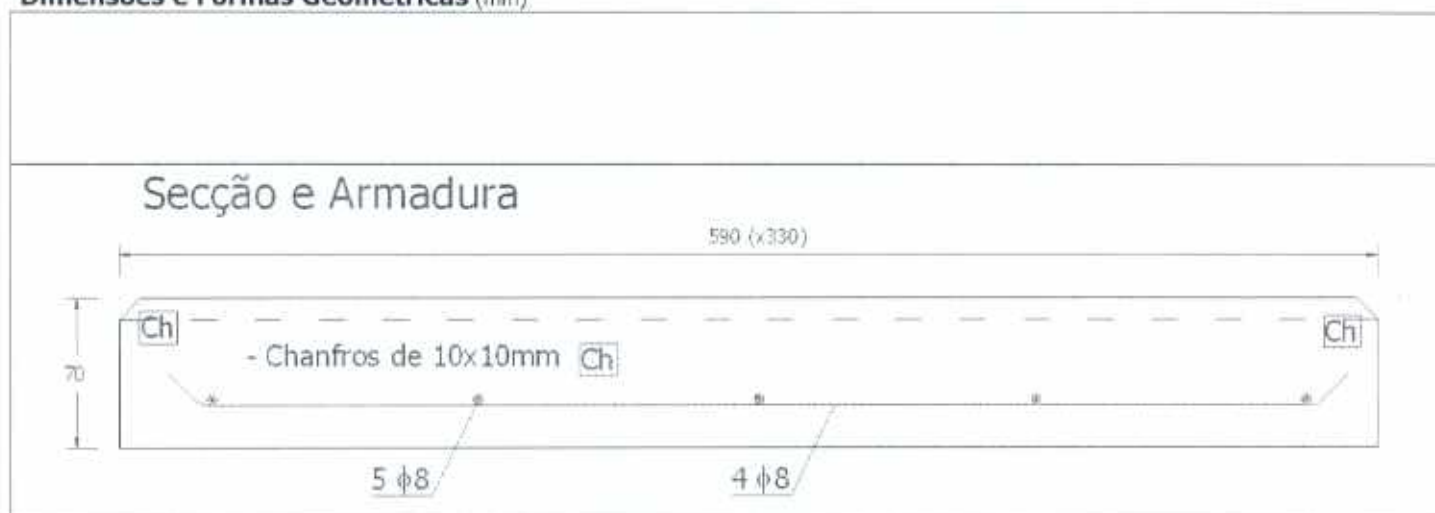 Dimensões e Formas Geométricas (mm)
Secção e Armadura
590 (x330)
Ch
Ch
- Chanfros de 10x10mm Ch
70
5 ϕ8
4 ϕ8